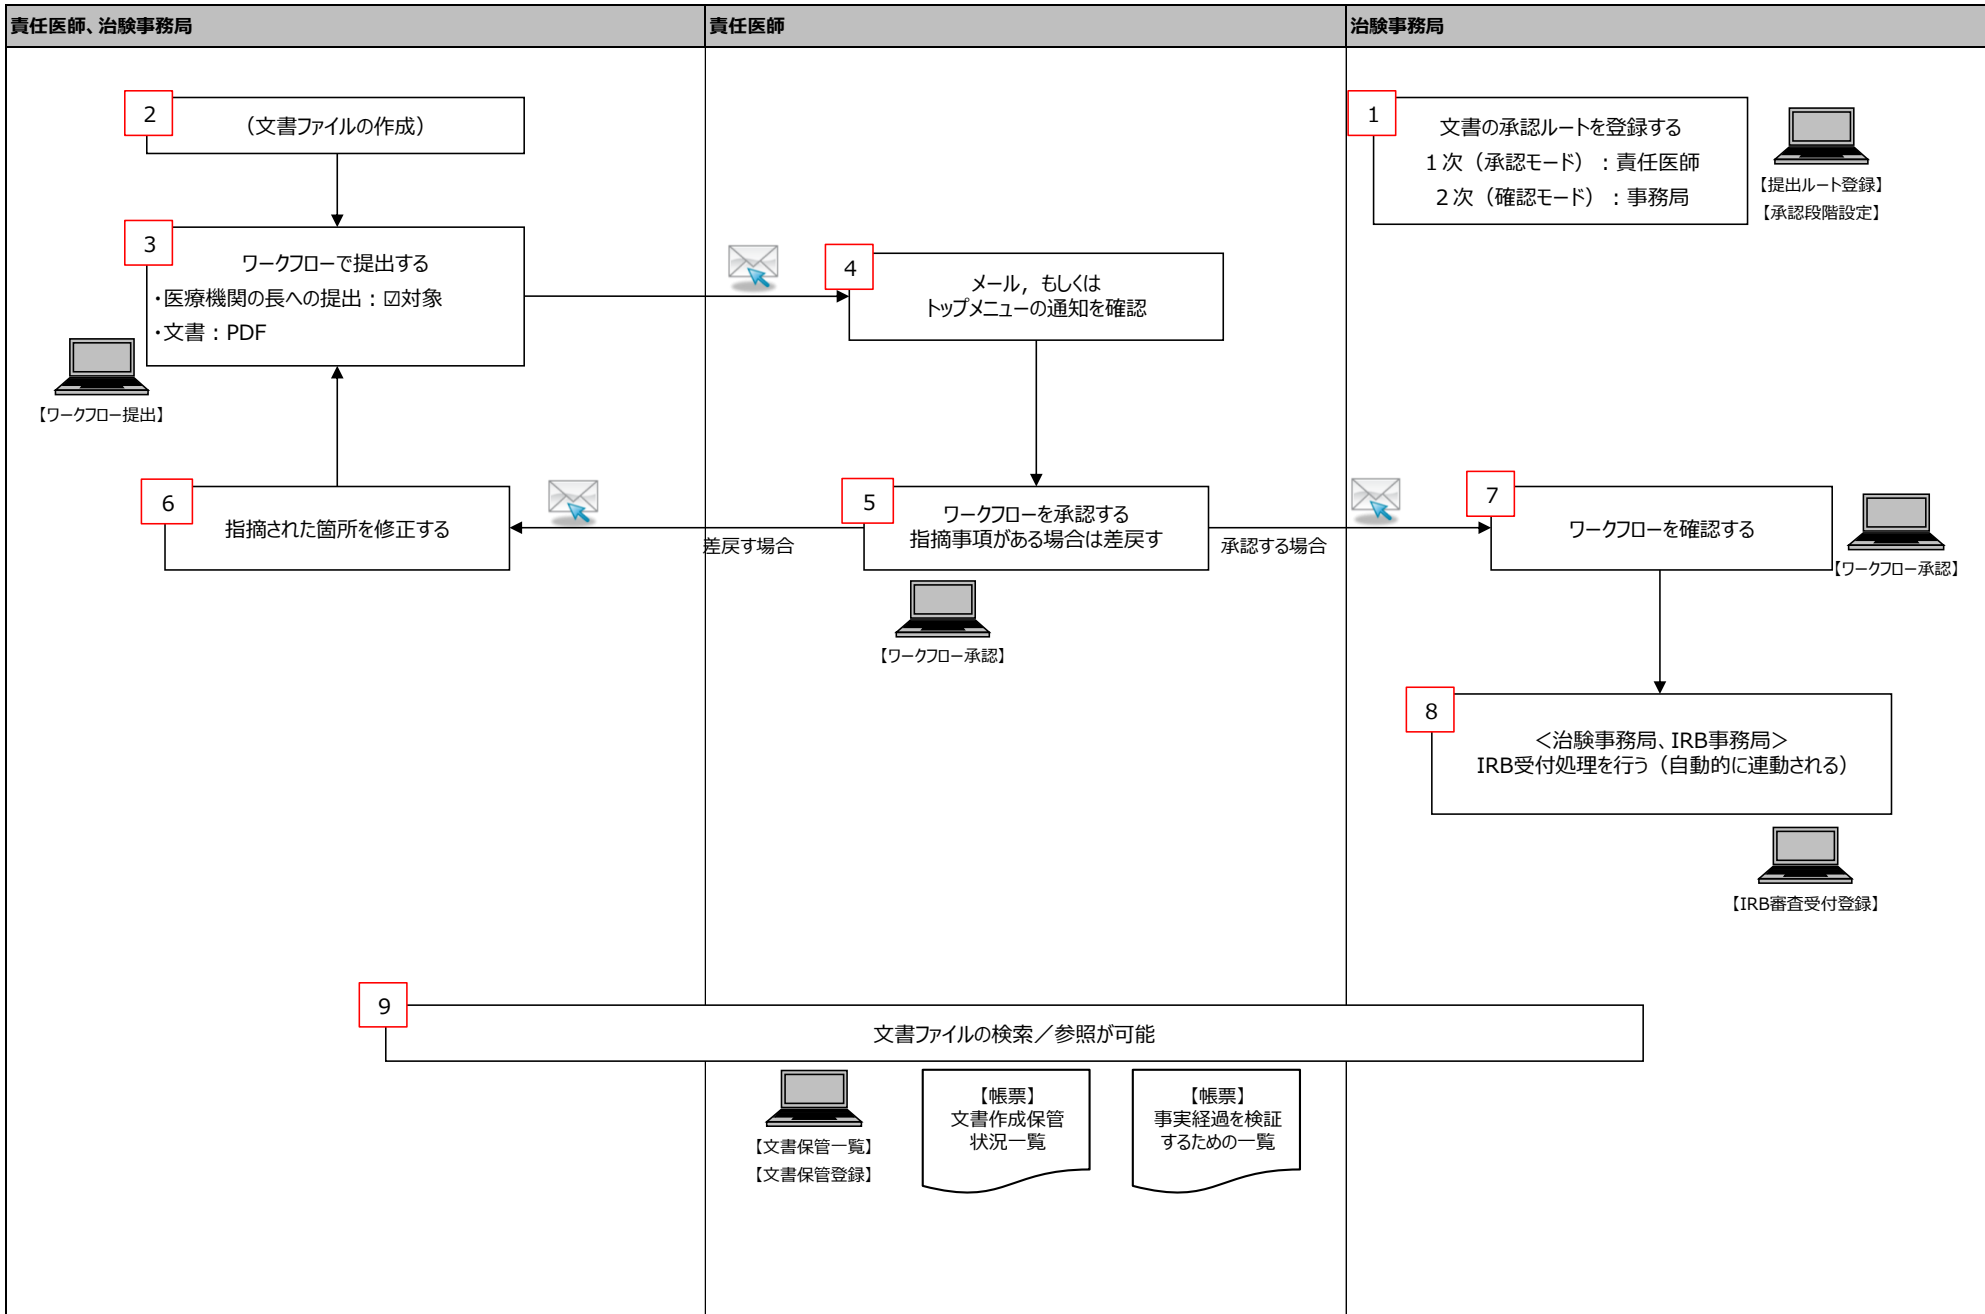 責任医師、治験事務局
責任医師
治験事務局
1
文書の承認ルートを登録する
１次（承認モード）：責任医師
２次（確認モード）：事務局
【提出ルート登録】
【承認段階設定】
2
（文書ファイルの作成）
3
ワークフローで提出する
・医療機関の長への提出：☑対象
・文書：PDF
【ワークフロー提出】
4
メール，もしくは
トップメニューの通知を確認
5
ワークフローを承認する
指摘事項がある場合は差戻す
差戻す場合
承認する場合
【ワークフロー承認】
6
指摘された箇所を修正する
7
ワークフローを確認する
【ワークフロー承認】
8
＜治験事務局、IRB事務局＞
IRB受付処理を行う（自動的に連動される）
【IRB審査受付登録】
9
文書ファイルの検索／参照が可能
【文書保管一覧】
【文書保管登録】
【帳票】
文書作成保管
状況一覧
【帳票】
事実経過を検証
するための一覧